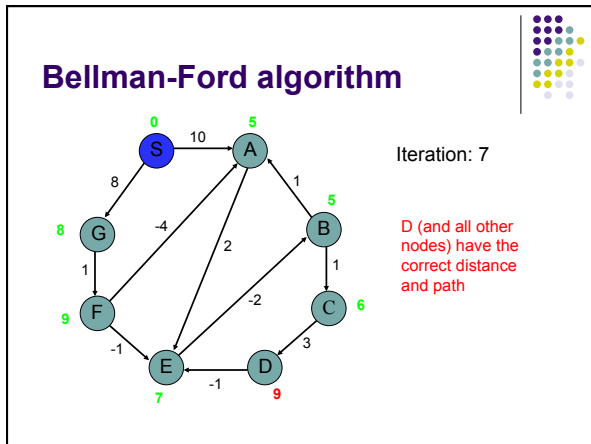 Bellman-Ford algorithm
0
5
S
10
A
Iteration: 7
8
1
5
-4
8
G
B
D (and all other
nodes) have the
correct distance
and path
2
1
1
-2
F
C
6
9
3
-1
E
-1
D
7
9